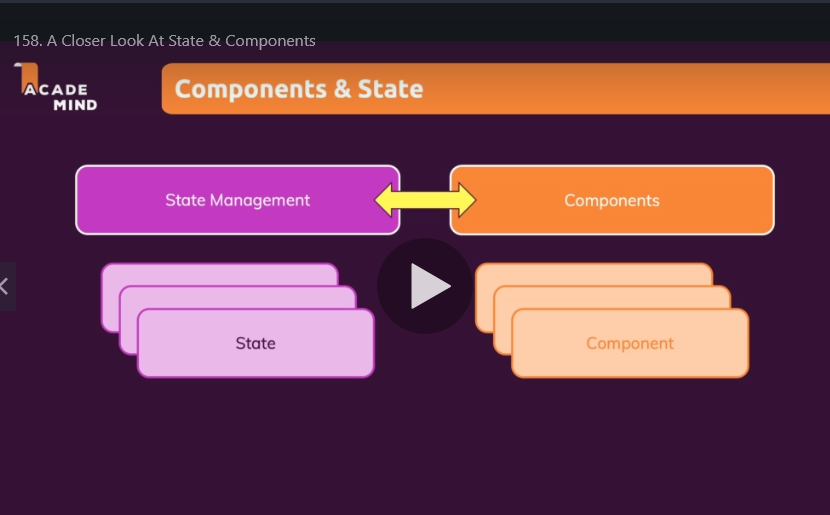 158. A Closer Look At State & Components
ACADE
MIND
Components & State
State Management
Components
State
Component